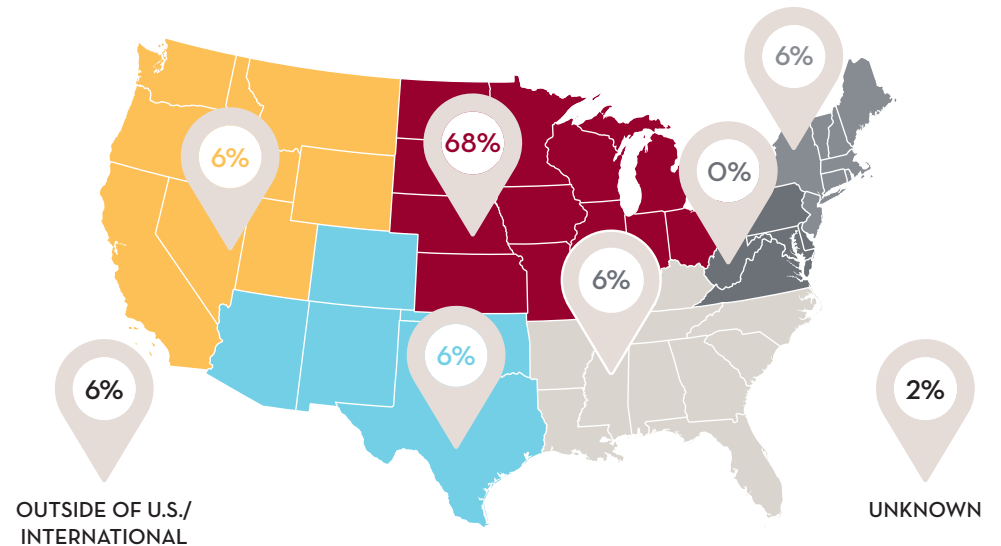 6%
68%
0%
6%
6%
6%
6%
2%
OUTSIDE OF U.S./
INTERNATIONAL
UNKNOWN